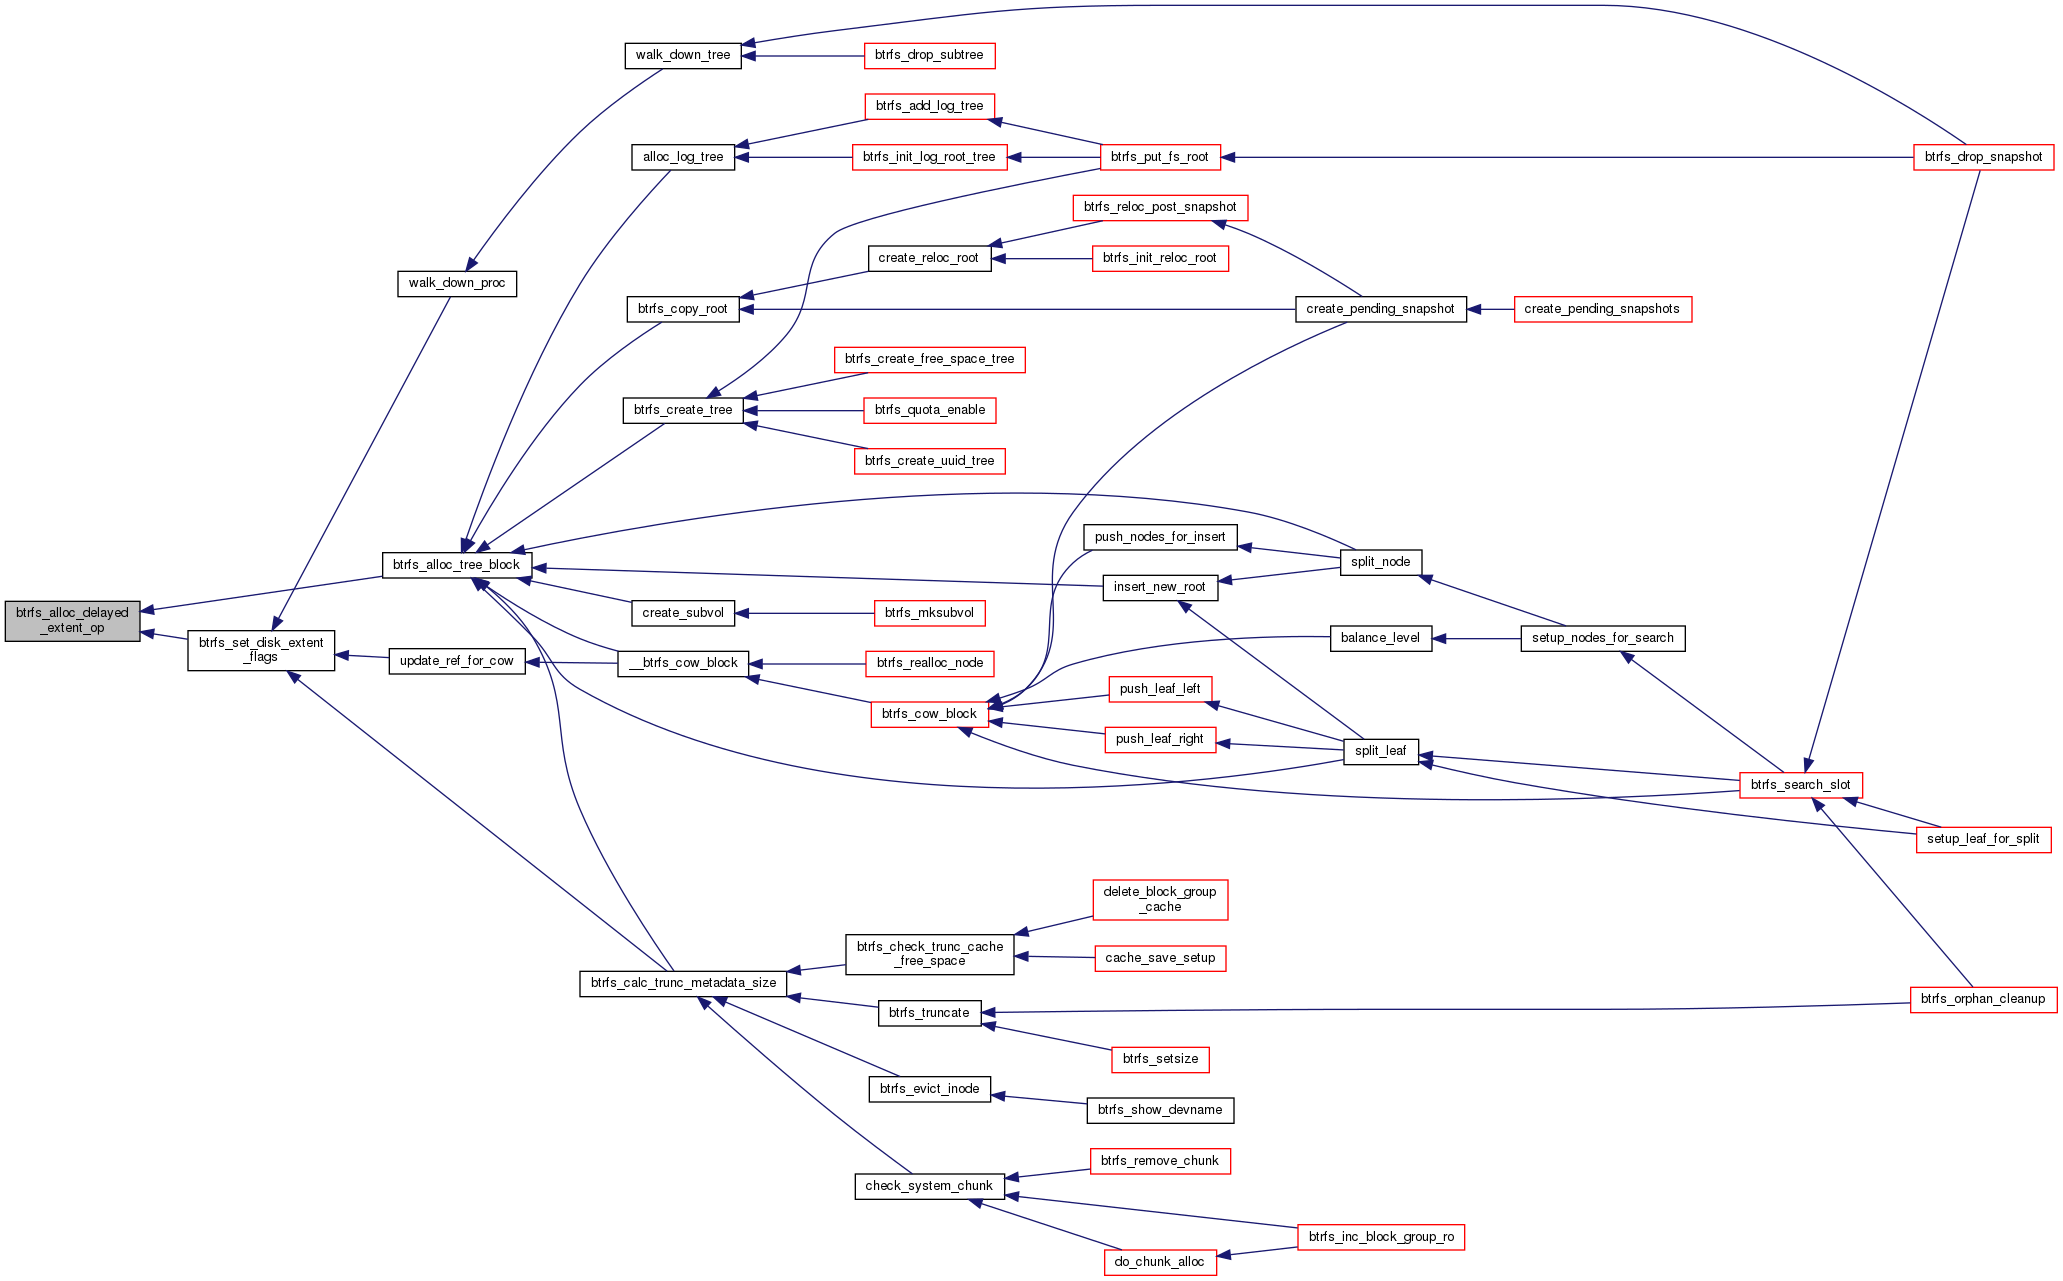 walk_down_tree
btrfs_drop_subtree
btrfs_add_log_tree
alloc_log_tree
btrfs_init_log_root_tree
btrfs_put_fs_root
btrfs_drop_snapshot
btrfs_reloc_post_snapshot
create_reloc_root
btrfs_init_reloc_root
walk_down_proc
btrfs_copy_root
create_pending_snapshot
create_pending_snapshots
btrfs_create_free_space_tree
btrfs_create_tree
btrfs_quota_enable
btrfs_create_uuid_tree
push_nodes_for_insert
btrfs_alloc_tree_block
split_node
insert_new_root
btrfs_alloc_delayed
_extent_op
create_subvol
btrfs_mksubvol
balance_level
setup_nodes_for_search
btrfs_set_disk_extent
_flags
update_ref_for_cow
__btrfs_cow_block
btrfs_realloc_node
push_leaf_left
btrfs_cow_block
push_leaf_right
split_leaf
btrfs_search_slot
setup_leaf_for_split
delete_block_group
_cache
btrfs_check_trunc_cache
_free_space
cache_save_setup
btrfs_calc_trunc_metadata_size
btrfs_orphan_cleanup
btrfs_truncate
btrfs_setsize
btrfs_evict_inode
btrfs_show_devname
btrfs_remove_chunk
check_system_chunk
btrfs_inc_block_group_ro
do_chunk_alloc